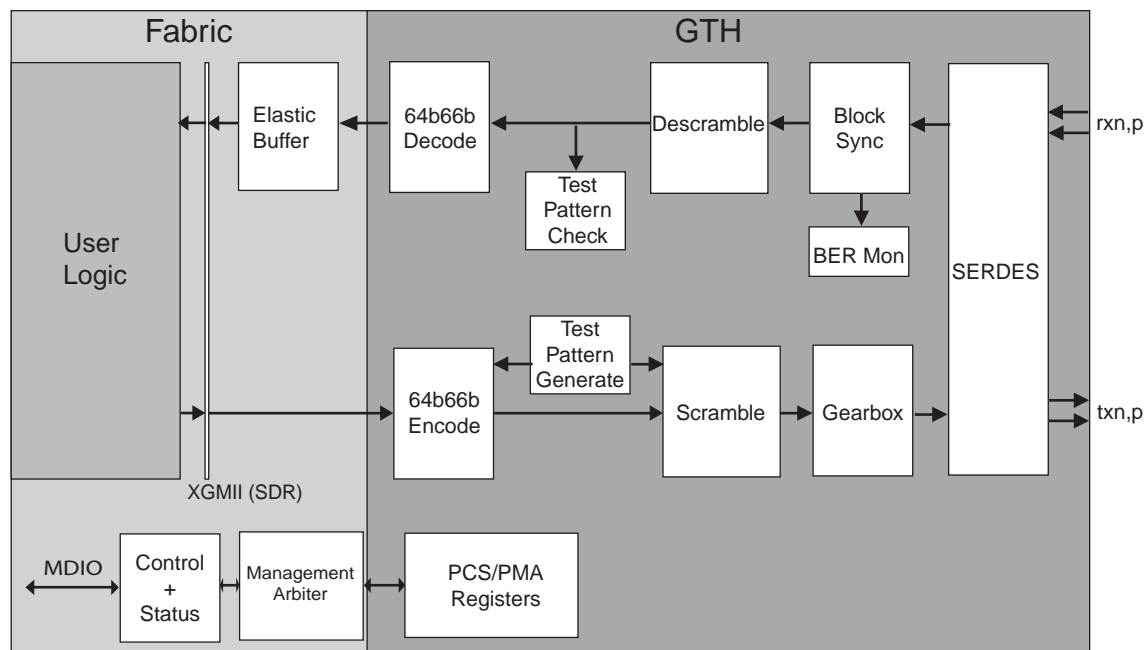 Fabric
GTH
Elastic
Buffer
64b66b
Decode
Descramble
Block
Sync
rxn,p
Test
Pattern
Check
BER Mon
User
Logic
SERDES
Test
Pattern
Generate
64b66b
Encode
Scramble
Gearbox
txn,p
XGMII (SDR)
MDIO
Control
+
Status
Management
Arbiter
PCS/PMA
Registers